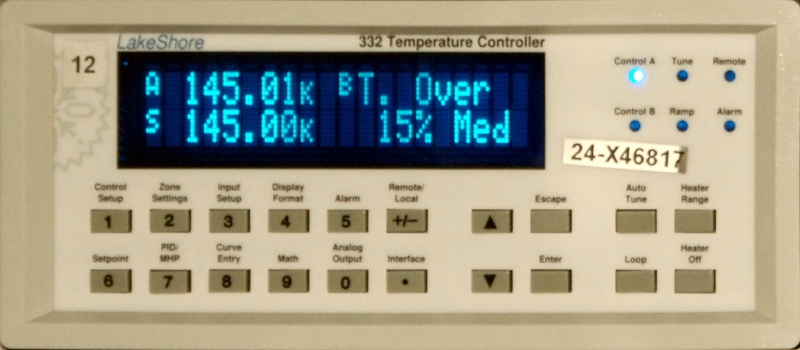 LakeShore
332 Temperature Controller
12
A 145.01K B T. Over
S 145.00K 15% Med
Control A Tune Remote
Control B Ramp Alarm
24-X46817
Control Setup
Zone Settings
Input Setup
Display Format
Alarm
Remote/ Local
Escape
Auto Tune
Heater Range
1 2 3 4 5 +/− ▲
Setpoint
PID/ MHP
Curve Entry
Math
Analog Output
Interface
Enter
Loop
Heater Off
6 7 8 9 0 • ▼